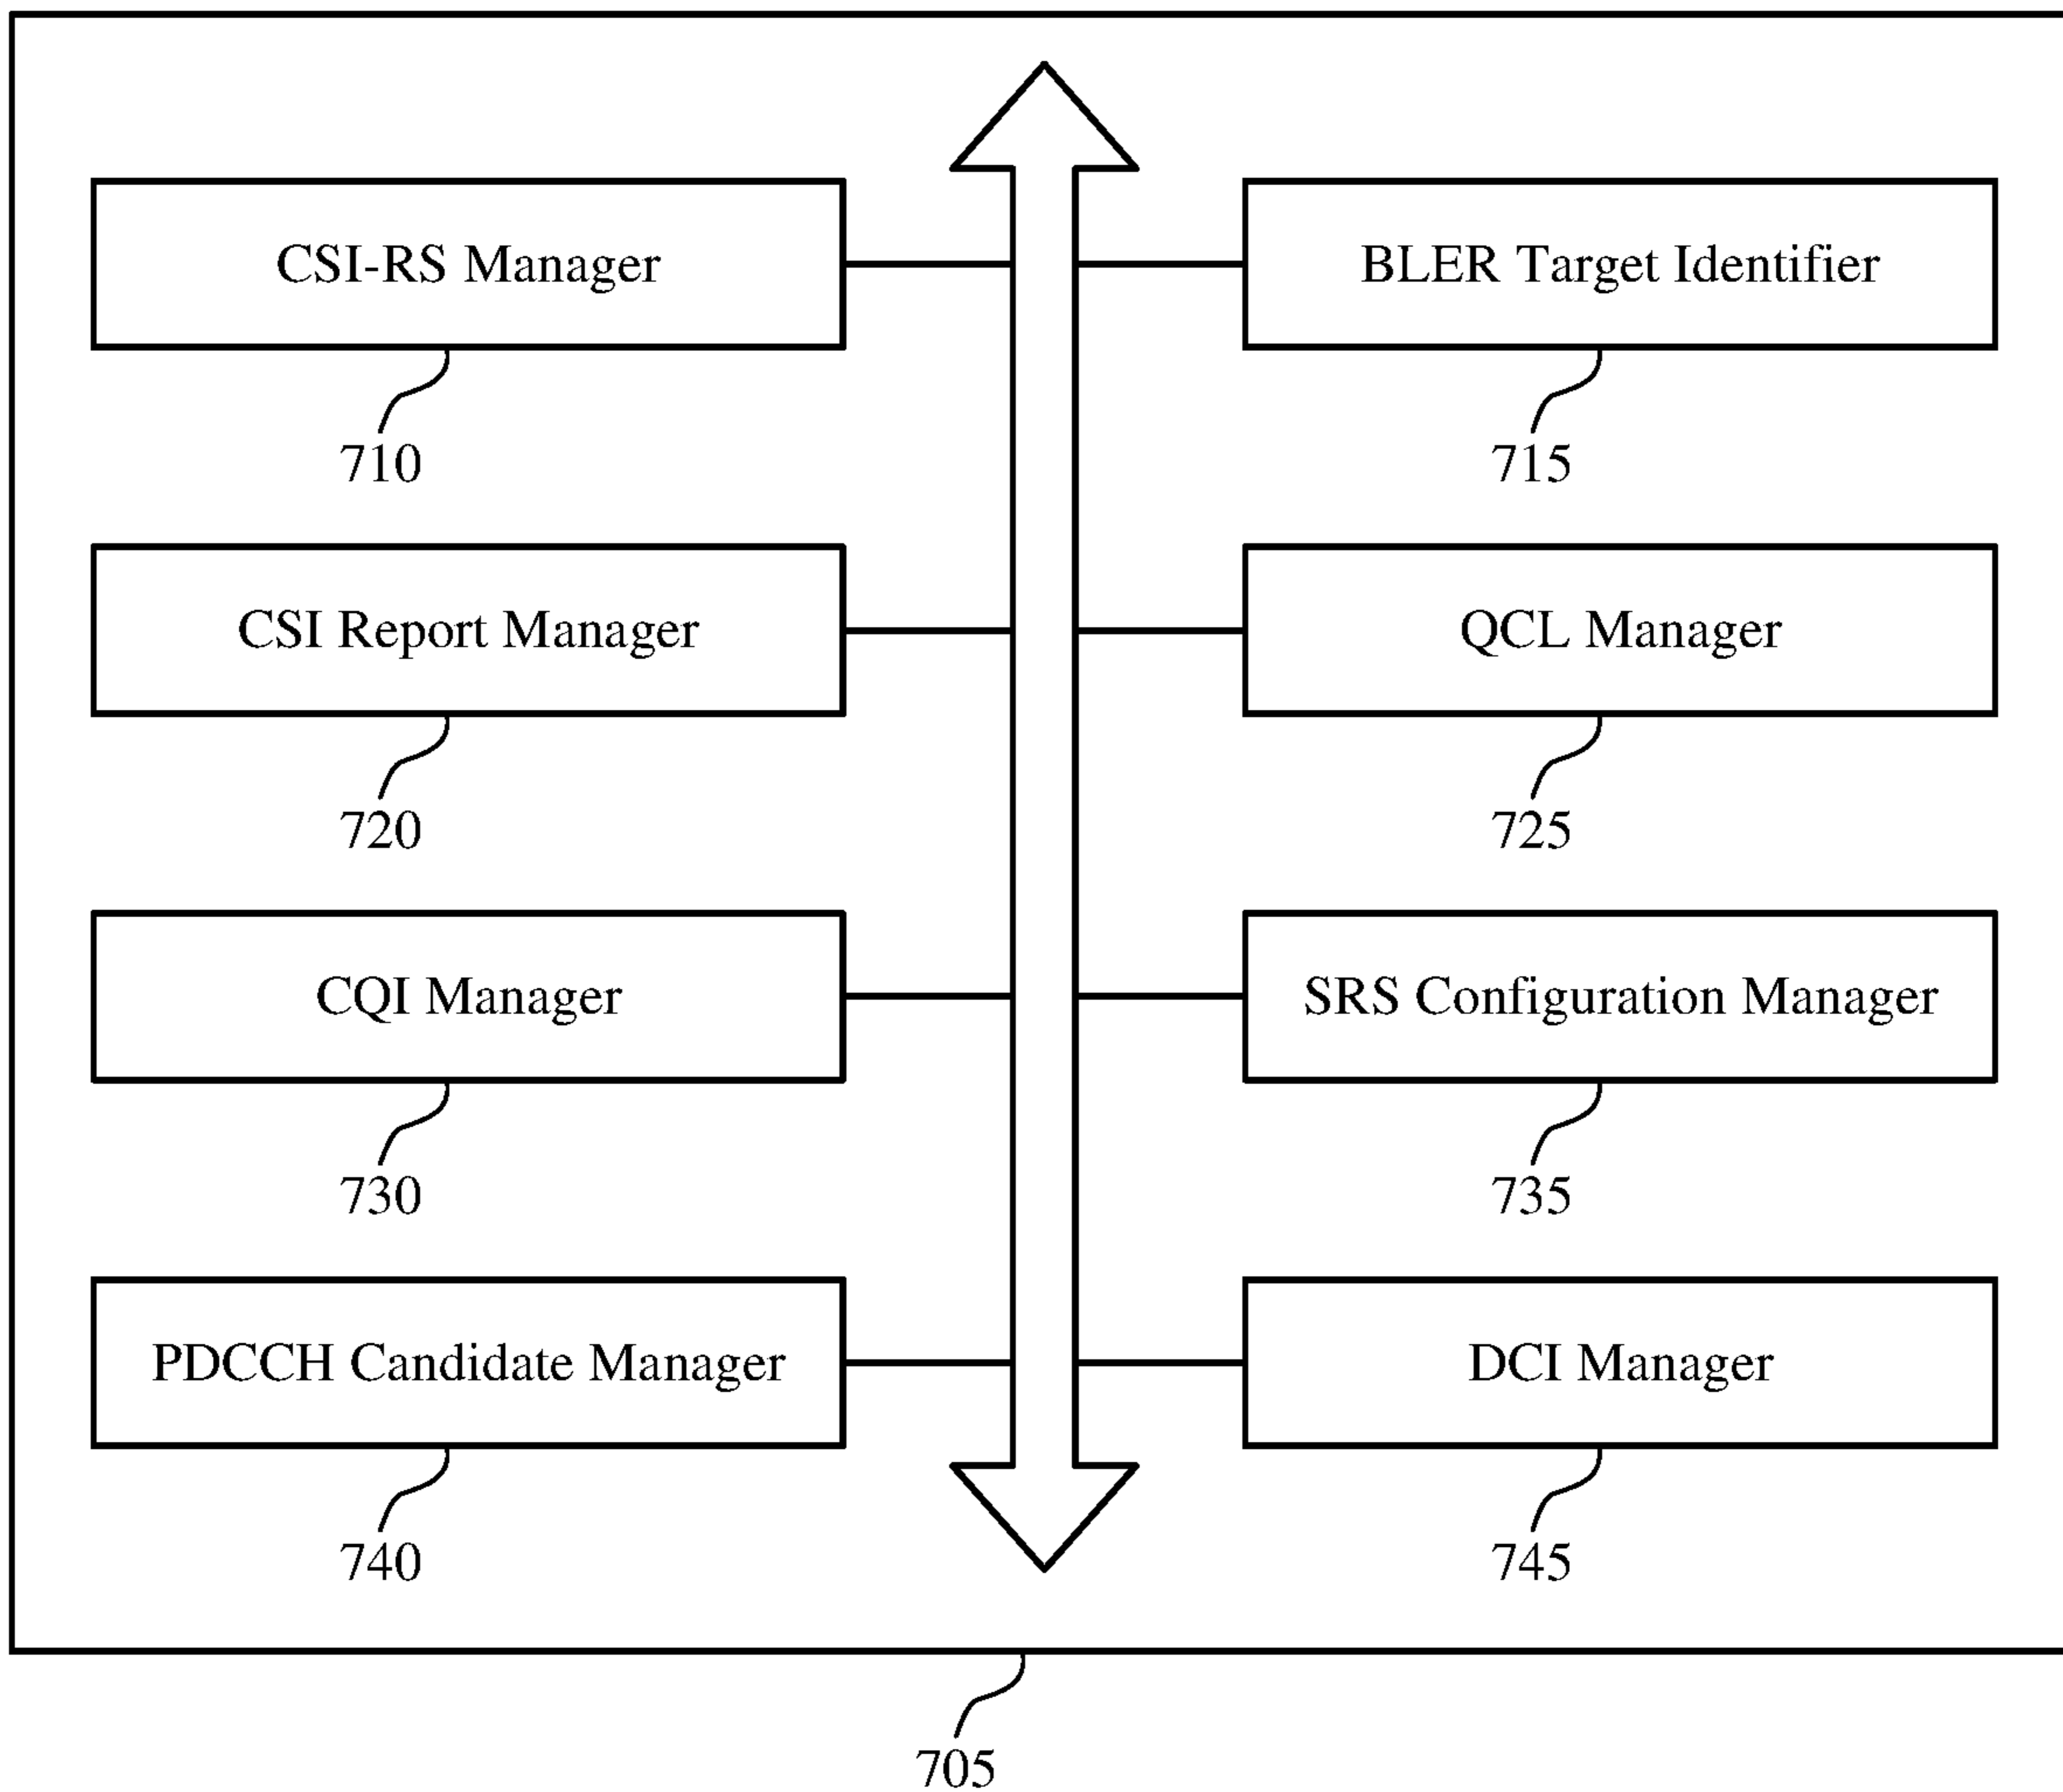 CSI-RS Manager
BLER Target Identifier
710
715
CSI Report Manager
QCL Manager
720
725
CQI Manager
SRS Configuration Manager
730
735
PDCCH Candidate Manager
DCI Manager
740
745
705